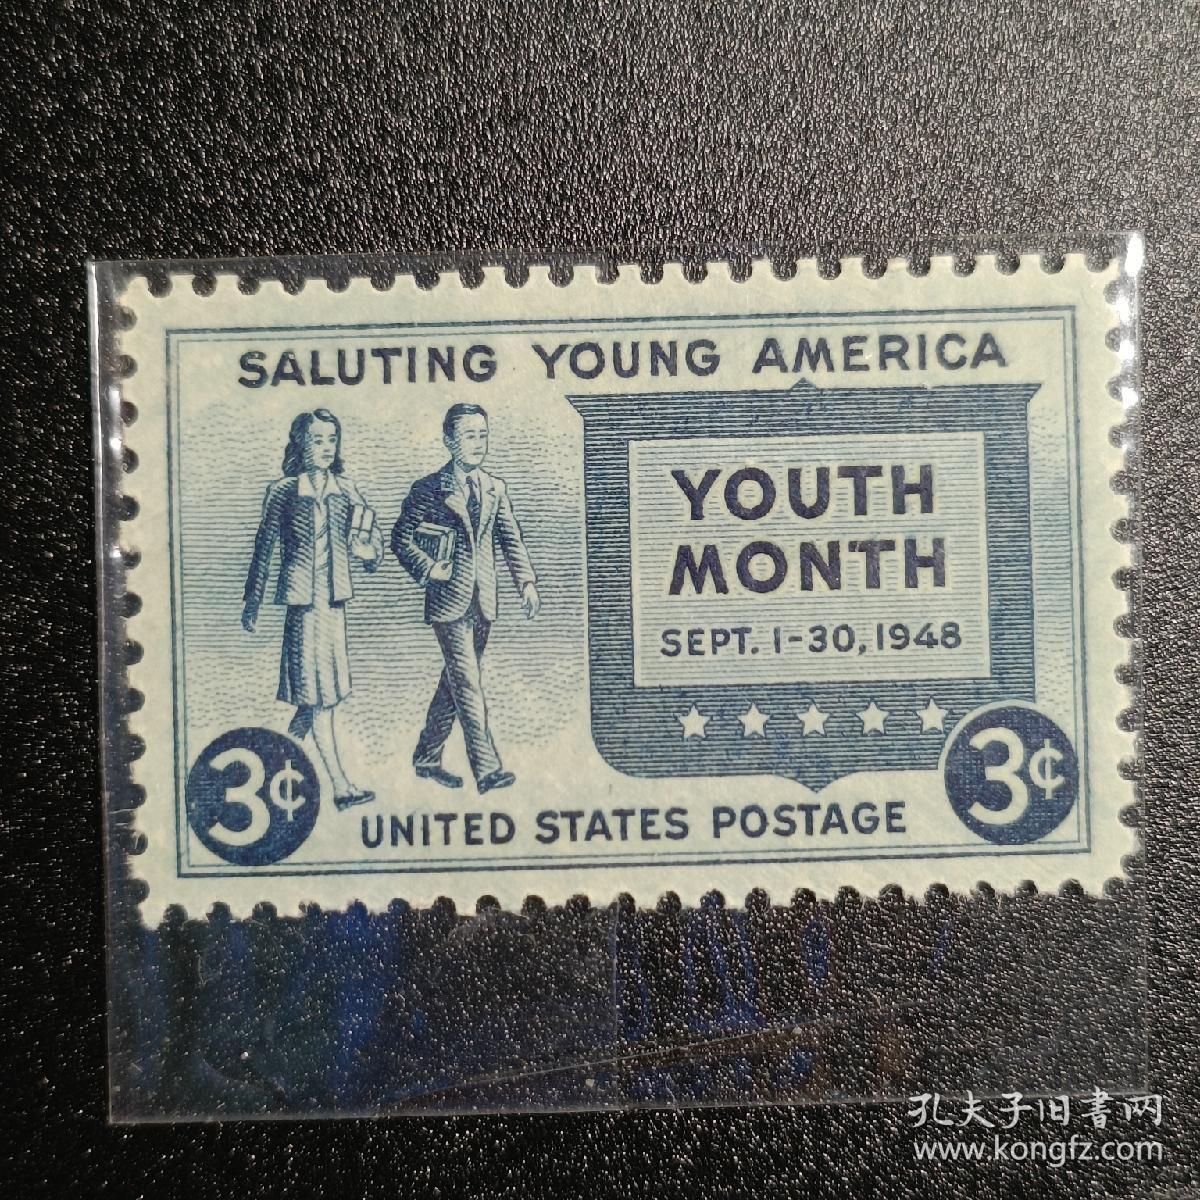 SALUTING YOUNG AMERICA
YOUTH
MONTH
SEPT. 1-30, 1948
3¢
3¢
UNITED STATES POSTAGE
孔夫子旧書网
www.kongfz.com